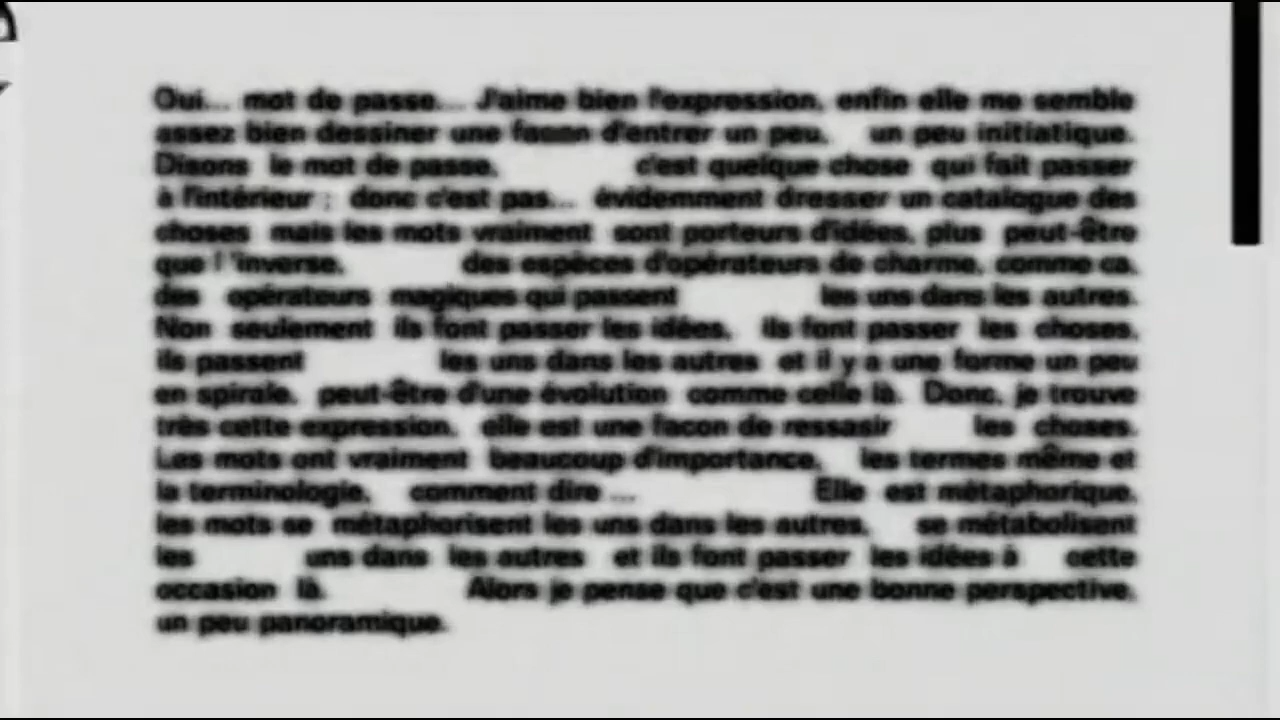 Oui... mot de passe... J'aime bien l'expression, enfin elle me semble
assez bien dessiner une facon d'entrer un peu, un peu initiatique.
Disons le mot de passe, c'est quelque chose qui fait passer
à l'intérieur ; donc c'est pas... évidemment dresser un catalogue des
choses mais les mots vraiment sont porteurs d'idées, plus peut-être
que l 'inverse, des espèces d'opérateurs de charme, comme ca,
des opérateurs magiques qui passent les uns dans les autres.
Non seulement ils font passer les idées, ils font passer les choses,
ils passent les uns dans les autres et il y a une forme un peu
en spirale, peut-être d'une évolution comme celle là. Donc, je trouve
très cette expression, elle est une facon de ressasir les choses.
Les mots ont vraiment beaucoup d'importance, les termes même et
la terminologie, comment dire ... Elle est métaphorique,
les mots se métaphorisent les uns dans les autres, se métabolisent
les uns dans les autres et ils font passer les idées à cette
occasion là. Alors je pense que c'est une bonne perspective,
un peu panoramique.